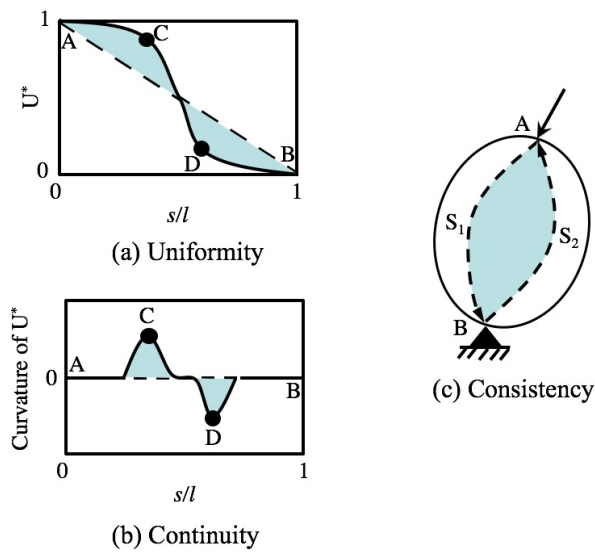 1
A
C
U*
D
B
0
0
1
s/l
(a) Uniformity
C
A
Curvature of U*
0
B
D
0
1
s/l
(b) Continuity
A
S₁
S₂
B
(c) Consistency